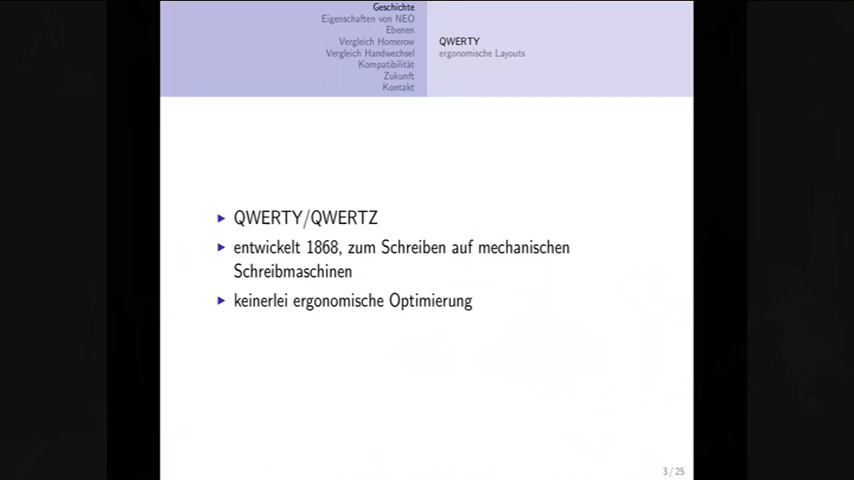 Geschichte
Eigenschaften von NEO
Ebenen
Vergleich Homerow
Vergleich Handwechsel
Kompatibilität
Zukunft
Kontakt
QWERTY
ergonomische Layouts
QWERTY/QWERTZ
entwickelt 1868, zum Schreiben auf mechanischen
Schreibmaschinen
keinerlei ergonomische Optimierung
3 / 25